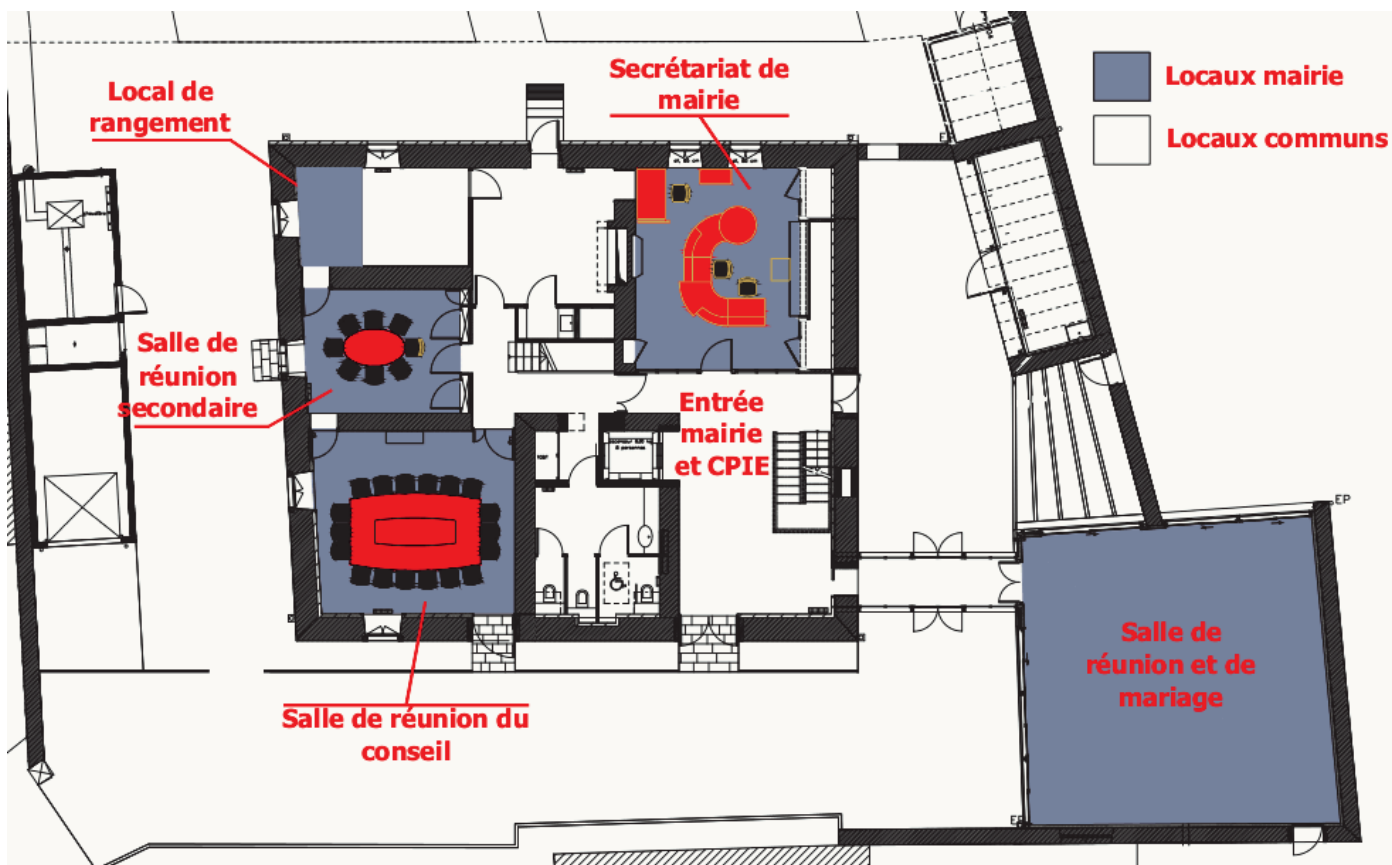 Local de
rangement
Secrétariat de
mairie
Locaux mairie
Locaux communs
Salle de
réunion
secondaire
Entrée
mairie
et CPIE
EP
Salle de
réunion et de
mariage
Salle de réunion du
conseil